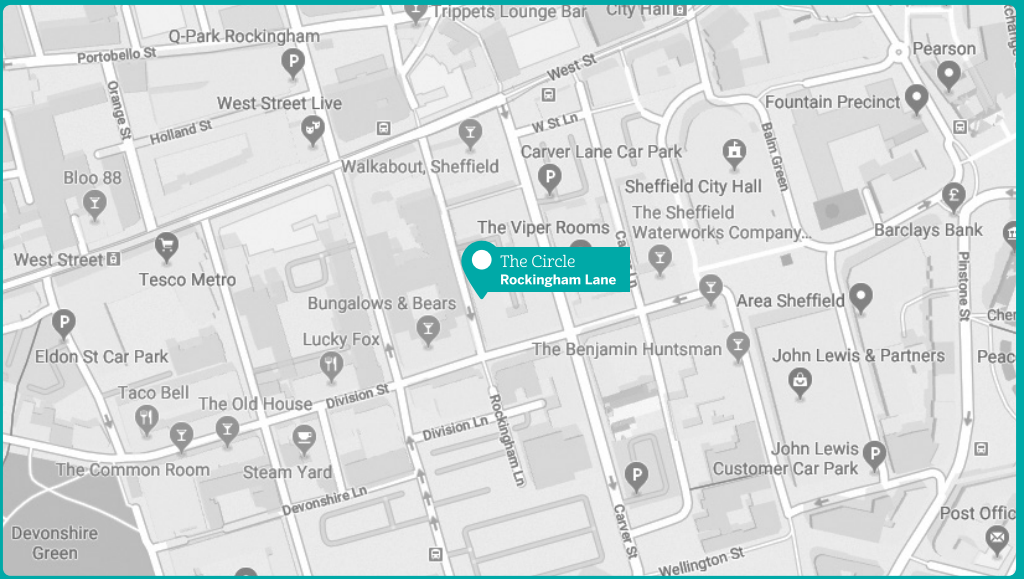 Trippets Lounge Bar
City Hall
Q-Park Rockingham
P
Portobello St
West St
Pearson
Orange St
West Street Live
Fountain Precinct
Holland St
W St Ln
Balm Green
Walkabout, Sheffield
Carver Lane Car Park
P
Bloo 88
Sheffield City Hall
The Viper Rooms
The Sheffield
Waterworks Company...
£
Barclays Bank
West Street
Tesco Metro
The Circle
Rockingham Lane
Pinstone St
Bungalows & Bears
Area Sheffield
Cher
P
Eldon St Car Park
Lucky Fox
The Benjamin Huntsman
John Lewis & Partners
Peac
Taco Bell
The Old House
Division St
Rockingham Ln
Division Ln
The Common Room
Steam Yard
John Lewis
Customer Car Park
P
P
Devonshire Ln
Carver St
Devonshire
Green
Post Offic
Wellington St